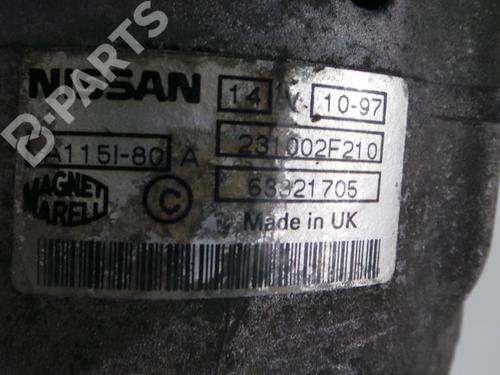 B-PARTS
NISSAN 14 V 10-97
A115I-80 A 231002F210
MAGNETI MARELLI C 63321705
Made in UK